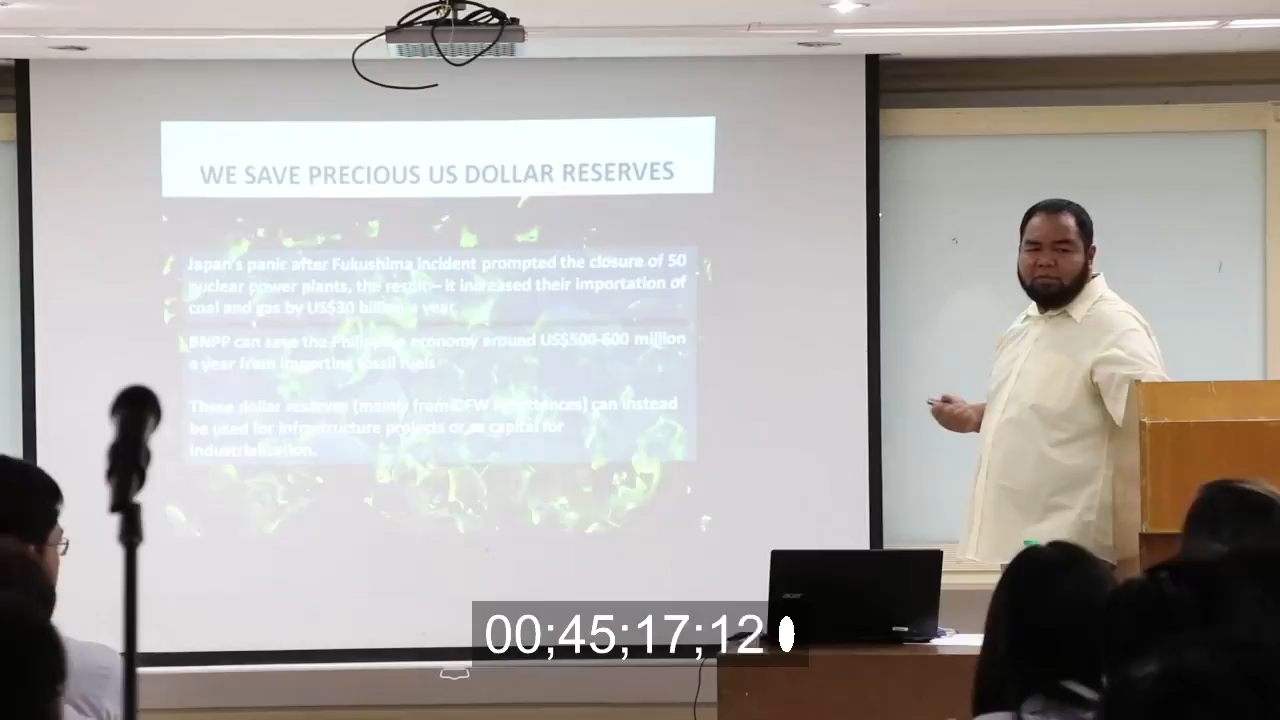 WE SAVE PRECIOUS US DOLLAR RESERVES
Japan's panic after Fukushima incident prompted the closure of 50
nuclear power plants, the result – it increased their importation of
coal and gas by US$30 billion a year
BNPP can save the Philippine economy around US$500-600 million
a year from importing fossil fuels
These dollar reserves (mainly from OFW remittances) can instead
be used for infrastructure projects or as capital for
industrialization.
acer
00;45;17;12